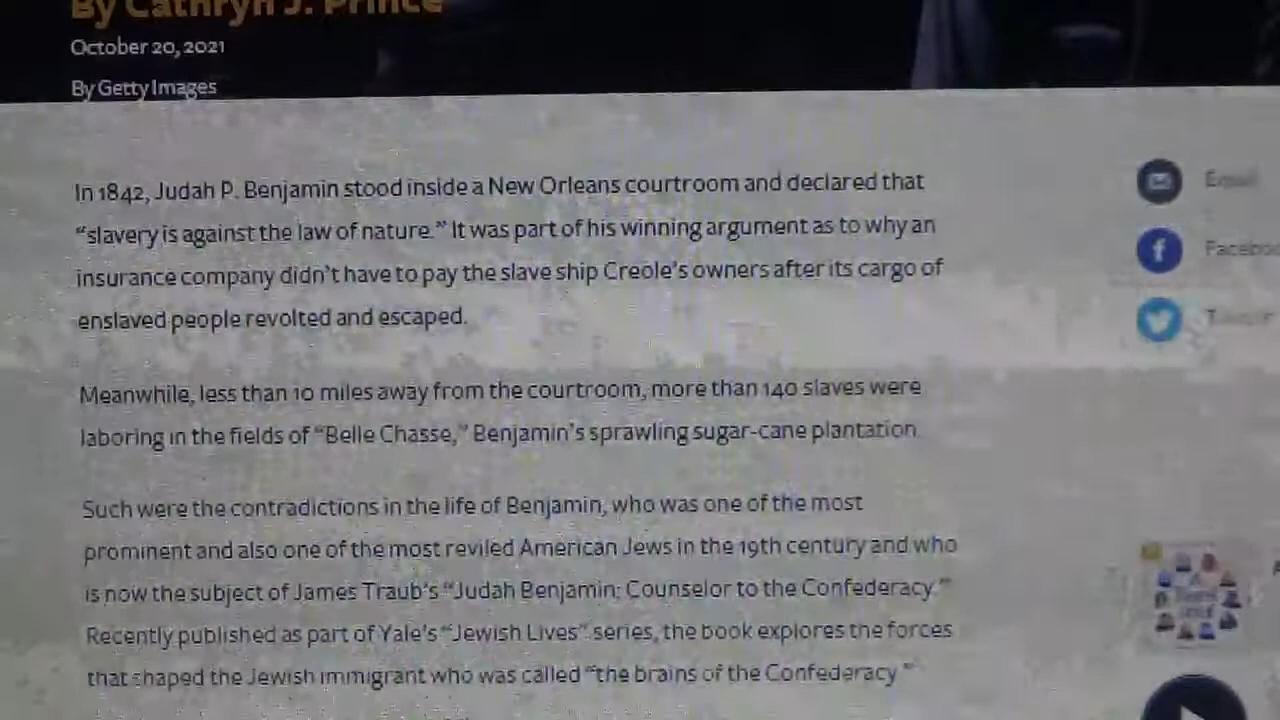 By Cathryn J. Prince
October 20, 2021
By Getty Images
In 1842, Judah P. Benjamin stood inside a New Orleans courtroom and declared that
“slavery is against the law of nature.” It was part of his winning argument as to why an
insurance company didn’t have to pay the slave ship Creole’s owners after its cargo of
enslaved people revolted and escaped.
Meanwhile, less than 10 miles away from the courtroom, more than 140 slaves were
laboring in the fields of “Belle Chasse,” Benjamin’s sprawling sugar-cane plantation.
Such were the contradictions in the life of Benjamin, who was one of the most
prominent and also one of the most reviled American Jews in the 19th century and who
is now the subject of James Traub’s “Judah Benjamin: Counselor to the Confederacy.”
Recently published as part of Yale’s “Jewish Lives” series, the book explores the forces
that shaped the Jewish immigrant who was called “the brains of the Confederacy.”
Email
Faceboo
Twitter